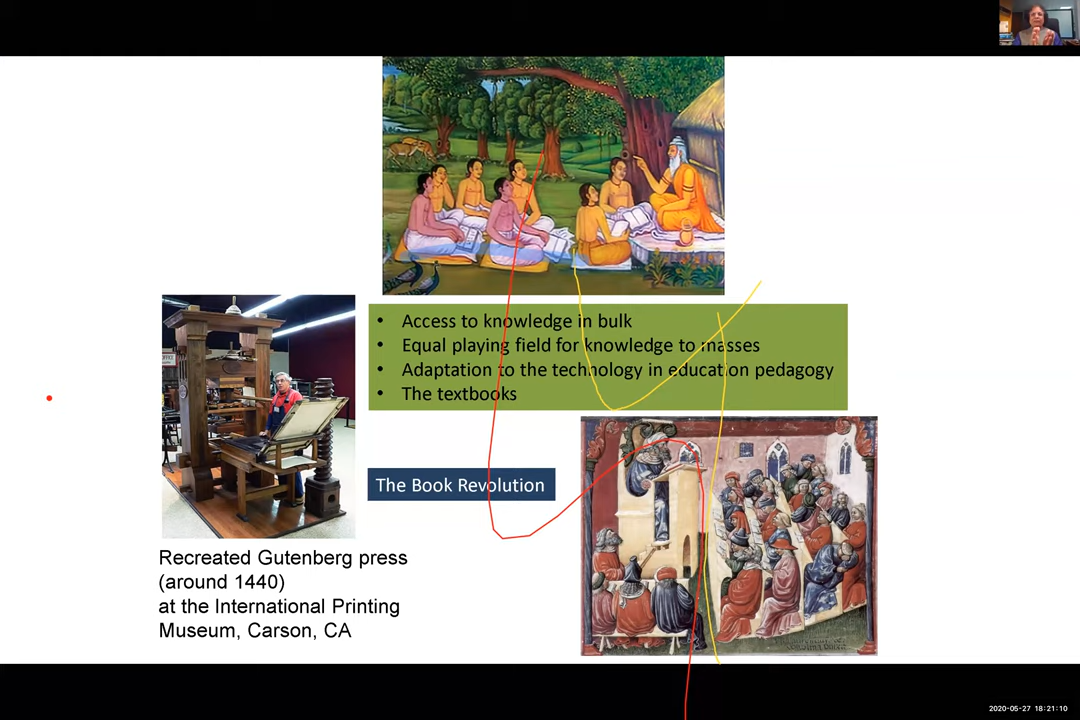 • Access to knowledge in bulk
• Equal playing field for knowledge to masses
• Adaptation to the technology in education pedagogy
• The textbooks
The Book Revolution
Recreated Gutenberg press
(around 1440)
at the International Printing
Museum, Carson, CA
2020-05-27 18:21:10